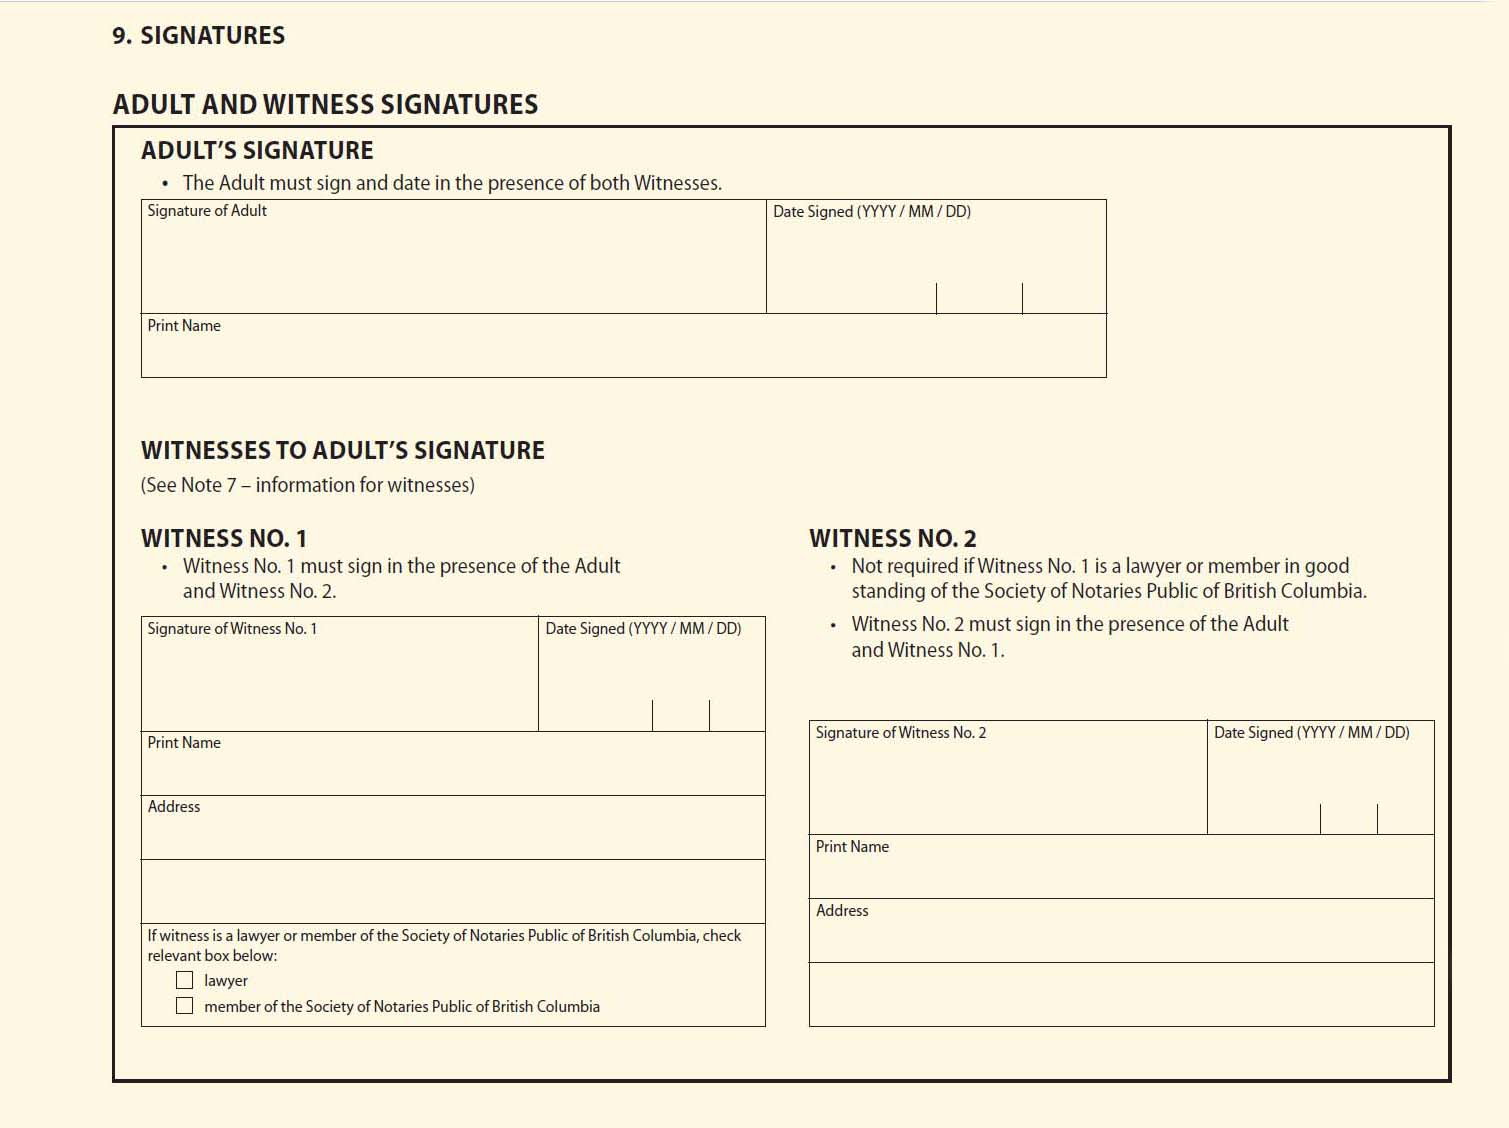 9. SIGNATURES
ADULT AND WITNESS SIGNATURES
ADULT’S SIGNATURE
• The Adult must sign and date in the presence of both Witnesses.
Signature of Adult
Date Signed (YYYY / MM / DD)
Print Name
WITNESSES TO ADULT’S SIGNATURE
(See Note 7 – information for witnesses)
WITNESS NO. 1
• Witness No. 1 must sign in the presence of the Adult
and Witness No. 2.
Signature of Witness No. 1
Date Signed (YYYY / MM / DD)
Print Name
Address
If witness is a lawyer or member of the Society of Notaries Public of British Columbia, check
relevant box below:
lawyer
member of the Society of Notaries Public of British Columbia
WITNESS NO. 2
• Not required if Witness No. 1 is a lawyer or member in good
standing of the Society of Notaries Public of British Columbia.
• Witness No. 2 must sign in the presence of the Adult
and Witness No. 1.
Signature of Witness No. 2
Date Signed (YYYY / MM / DD)
Print Name
Address